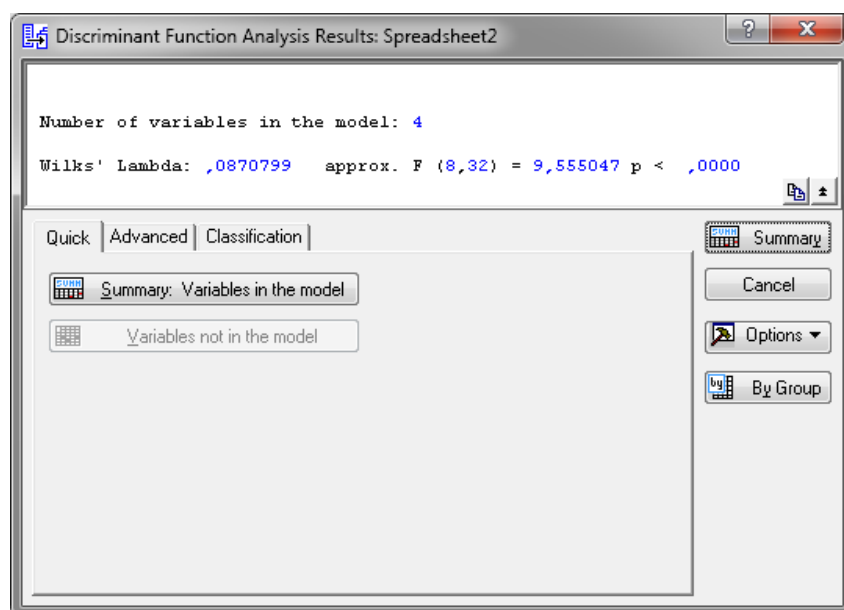 Discriminant Function Analysis Results: Spreadsheet2
Number of variables in the model: 4
Wilks' Lambda: ,0870799 approx. F (8,32) = 9,555047 p < ,0000
Quick Advanced Classification
Summary: Variables in the model
Variables not in the model
Summary
Cancel
Options
By Group